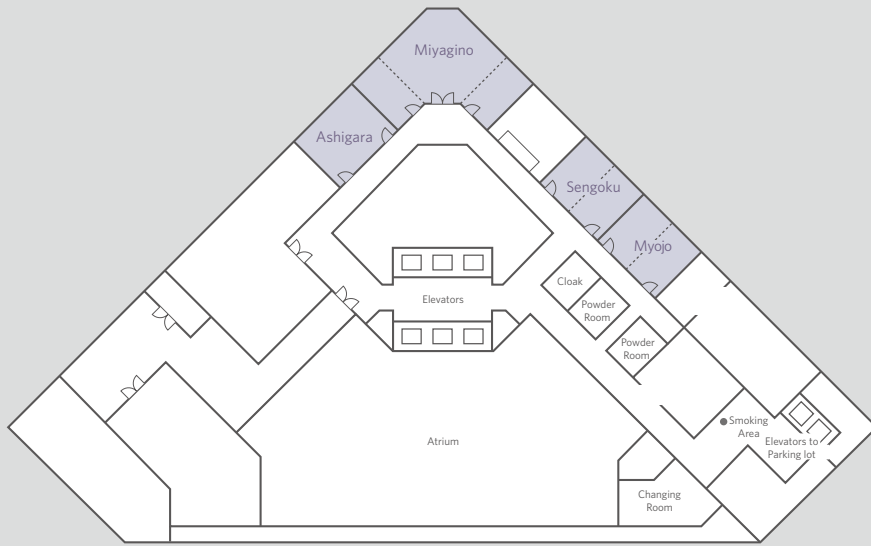 Miyagino
Ashigara
Sengoku
Myojo
Cloak
Elevators
Powder
Room
Powder
Room
Smoking
Area
Atrium
Elevators to
Parking lot
Changing
Room